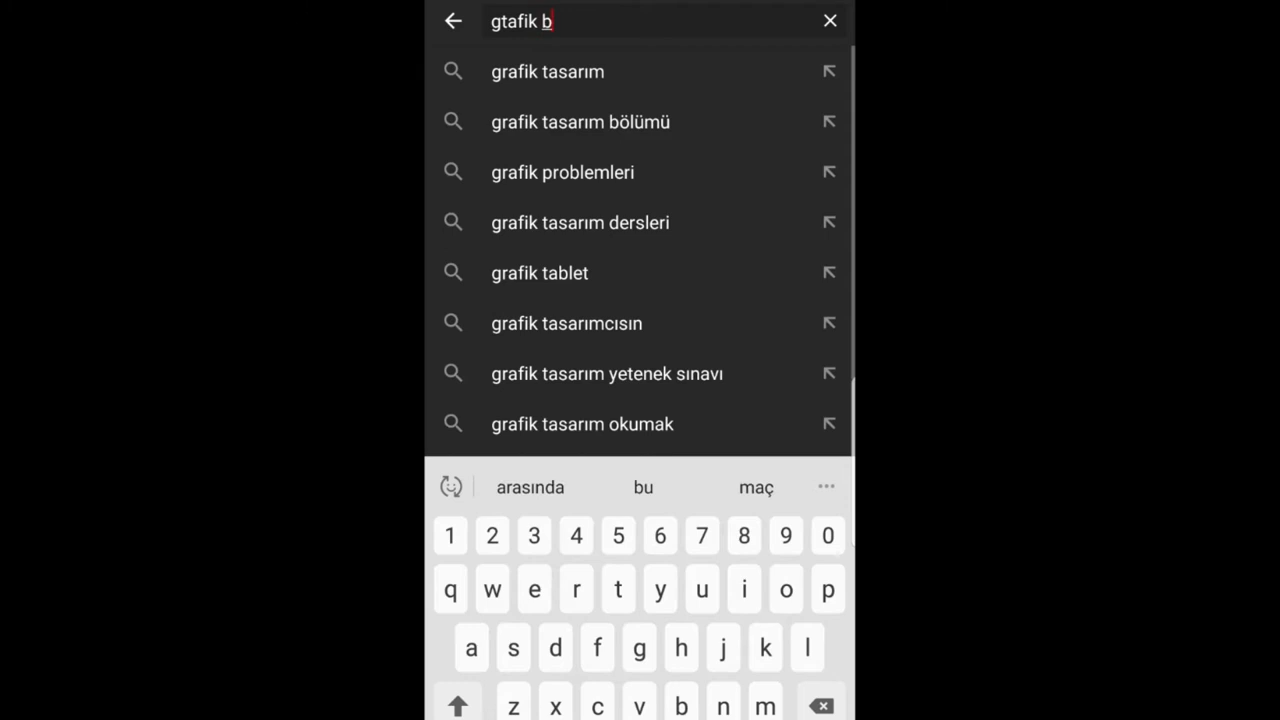 gtafik b
grafik tasarım
grafik tasarım bölümü
grafik problemleri
grafik tasarım dersleri
grafik tablet
grafik tasarımcısın
grafik tasarım yetenek sınavı
grafik tasarım okumak
arasında bu maç
1 2 3 4 5 6 7 8 9 0
q w e r t y u i o p
a s d f g h j k l
z x c v b n m